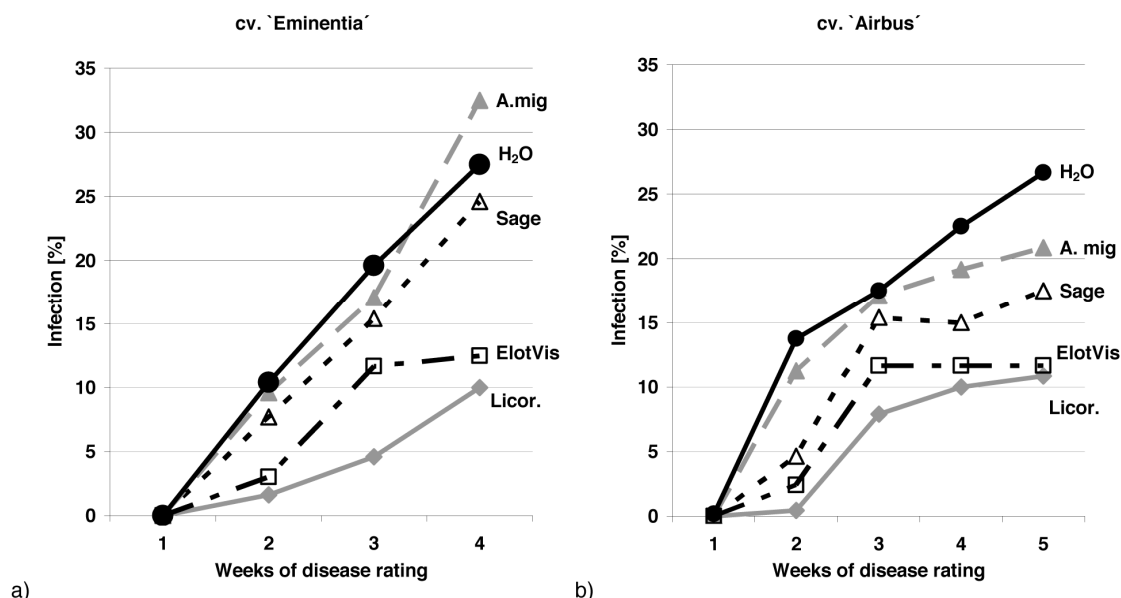 cv. `Eminentia´
35
30
25
20
15
10
5
0
Infection [%]
1 2 3 4
Weeks of disease rating
A.mig
H₂O
Sage
ElotVis
Licor.
a)
cv. `Airbus´
35
30
25
20
15
10
5
0
Infection [%]
1 2 3 4 5
Weeks of disease rating
H₂O
A. mig
Sage
ElotVis
Licor.
b)